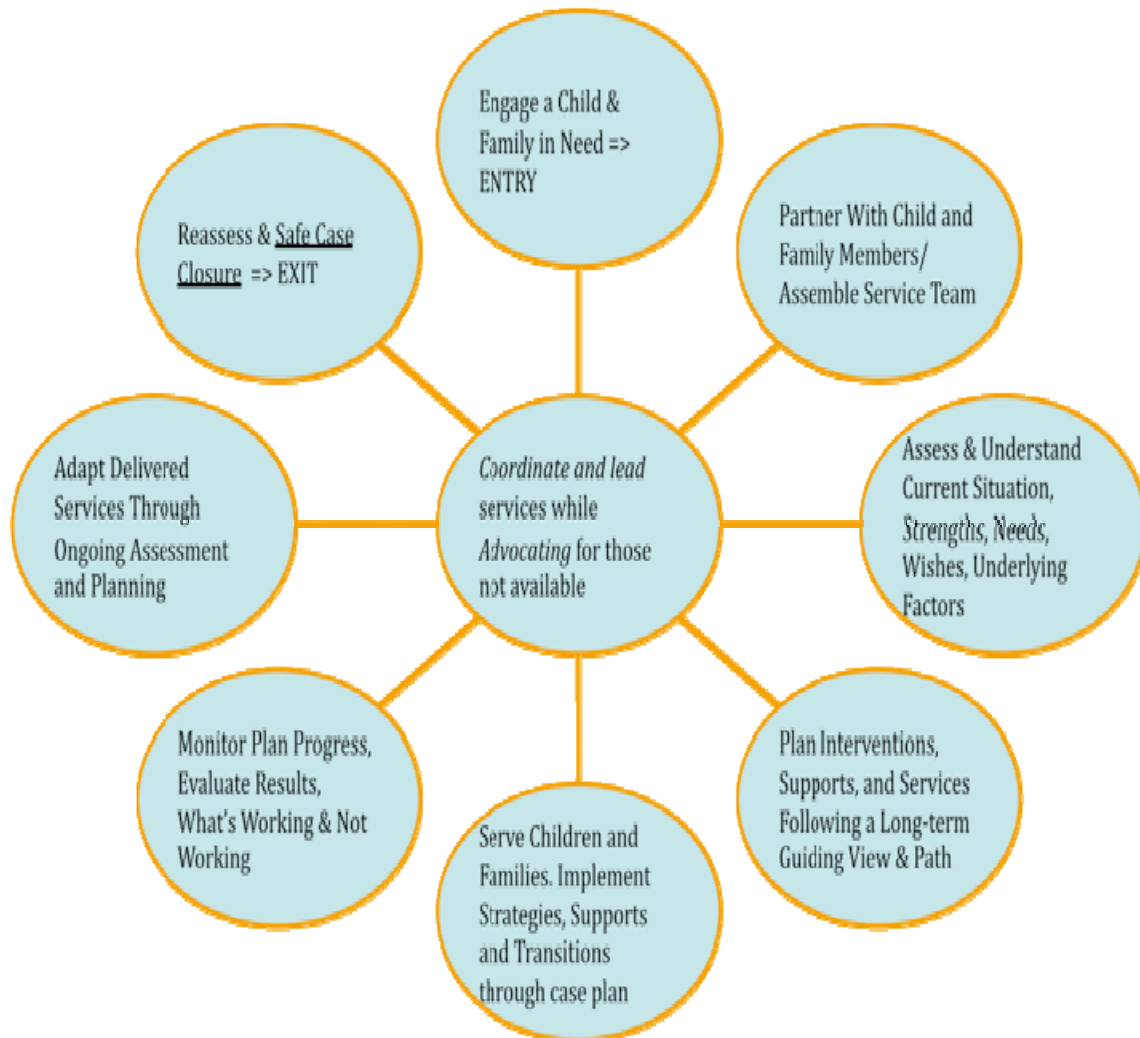 Engage a Child &
Family in Need =>
ENTRY
Partner With Child and
Family Members/
Assemble Service Team
Assess & Understand
Current Situation,
Strengths, Needs,
Wishes, Underlying
Factors
Plan Interventions,
Supports, and Services
Following a Long-term
Guiding View & Path
Serve Children and
Families. Implement
Strategies, Supports
and Transitions
through case plan
Monitor Plan Progress,
Evaluate Results,
What's Working & Not
Working
Adapt Delivered
Services Through
Ongoing Assessment
and Planning
Reassess & Safe Case
Closure => EXIT
Coordinate and lead
services while
Advocating for those
not available